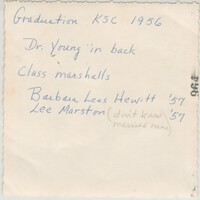 Graduation KSC 1956
Dr. Young in back
Class marshalls
Barbara Leas Hewitt '57
Lee Marston (don't know '57
married name)